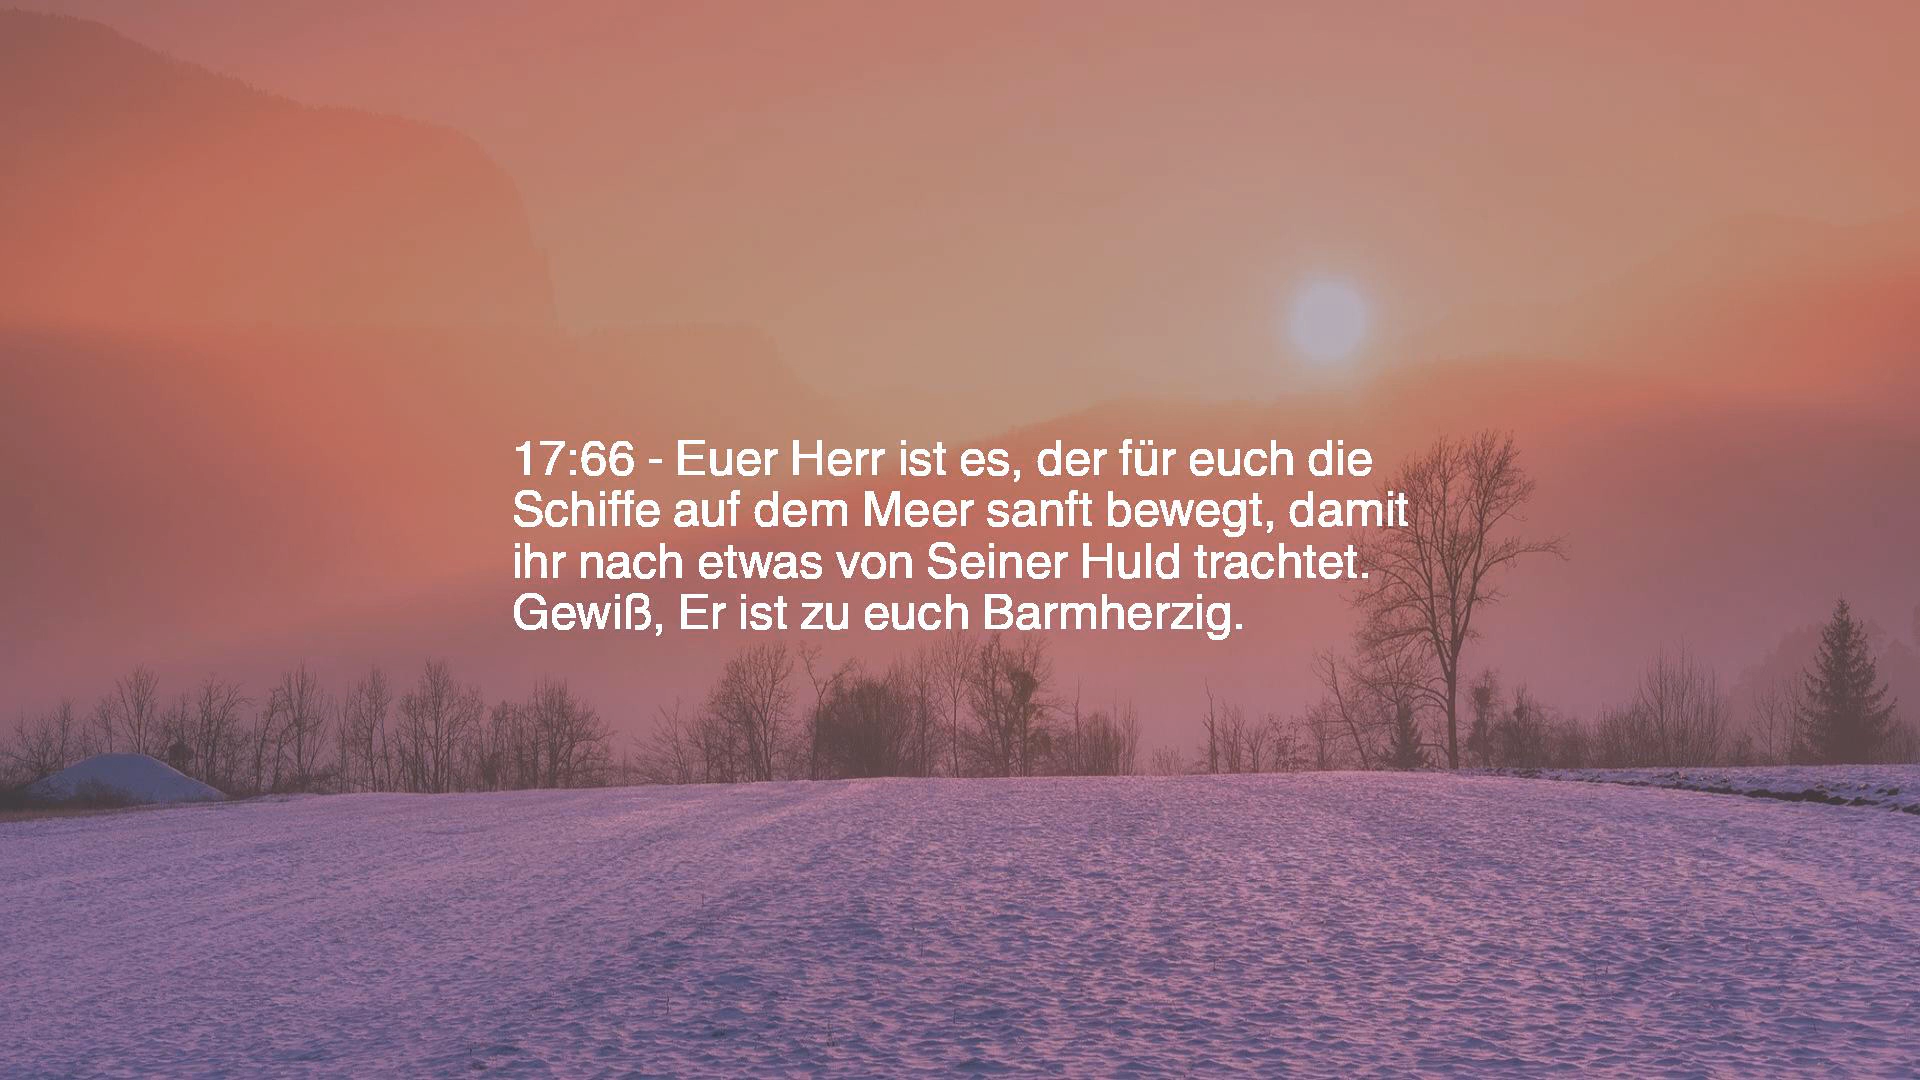 17:66 - Euer Herr ist es, der für euch die
Schiffe auf dem Meer sanft bewegt, damit
ihr nach etwas von Seiner Huld trachtet.
Gewiß, Er ist zu euch Barmherzig.